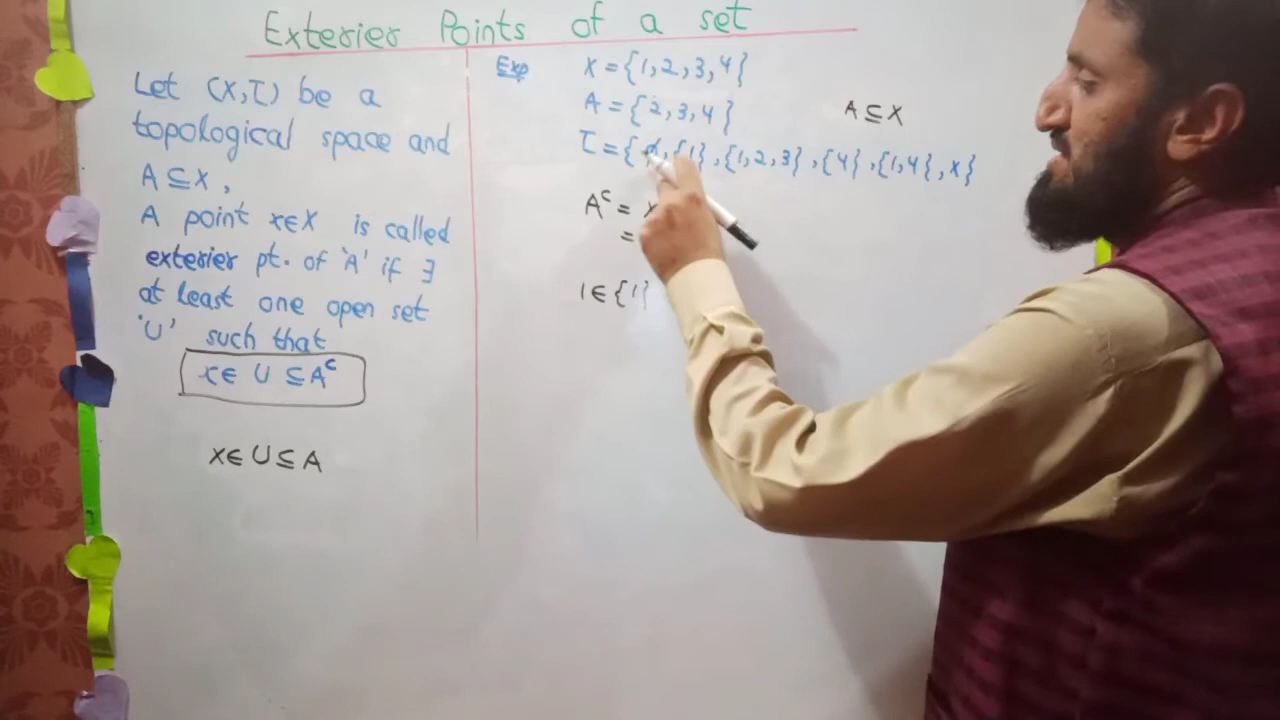 Exterier Points of a set
Let (X,τ) be a
topological space and
A⊆X,
A point x∈X is called
exterier pt. of 'A' if ∃
at least one open set
'U' such that
x∈ U ⊆A^c
x∈U⊆A
Exp
X={1,2,3,4}
A={2,3,4}
A⊆X
τ={φ,{1},{1,2,3},{4},{1,4},X}
A^c = X
=
1∈{1}